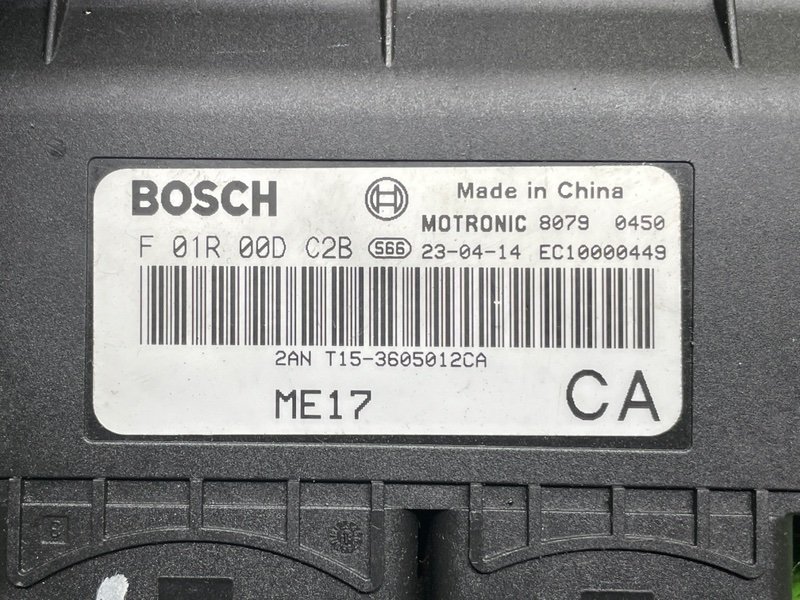 BOSCH Made in China
MOTRONIC 8079 0450
F 01R 00D C2B S66 23-04-14 EC10000449
2AN T15-3605012CA
ME17 CA